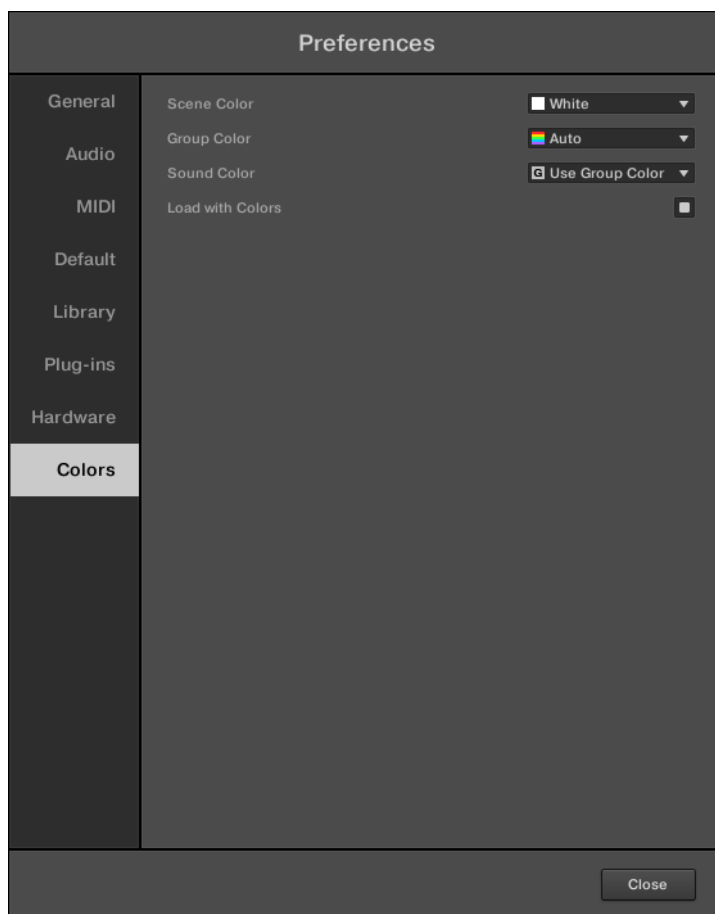 Preferences
General
Audio
MIDI
Default
Library
Plug-ins
Hardware
Colors
Scene Color White
Group Color Auto
Sound Color G Use Group Color
Load with Colors
Close